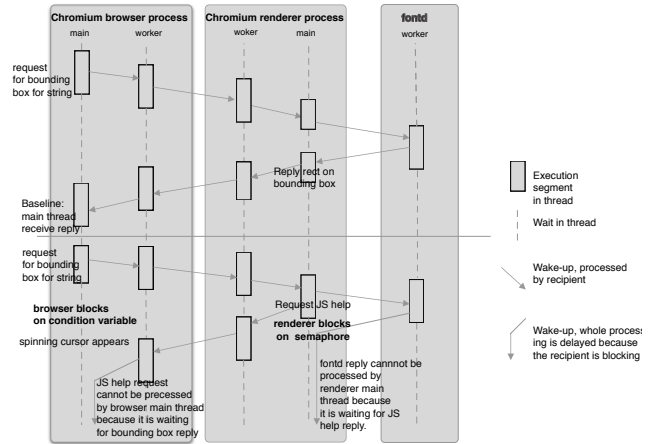 Chromium browser process
Chromium renderer process
fontd
main
worker
woker
main
worker
request
for bounding
box for string
Reply rect on
bounding box
Baseline:
main thread
receive reply
Execution
segment
in thread
Wait in thread
request
for bounding
box for string
Wake-up, processed
by recipient
browser blocks
on condition variable
Request JS help
renderer blocks
on semaphore
spinning cursor appears
Wake-up, whole process-
ing is delayed because
the recipient is blocking
JS help request
cannot be precessed
by browser main thread
because it is waiting
for bounding box reply
fontd reply cannnot be
processed by
renderer main
thread because
it is waiting for JS
help reply.